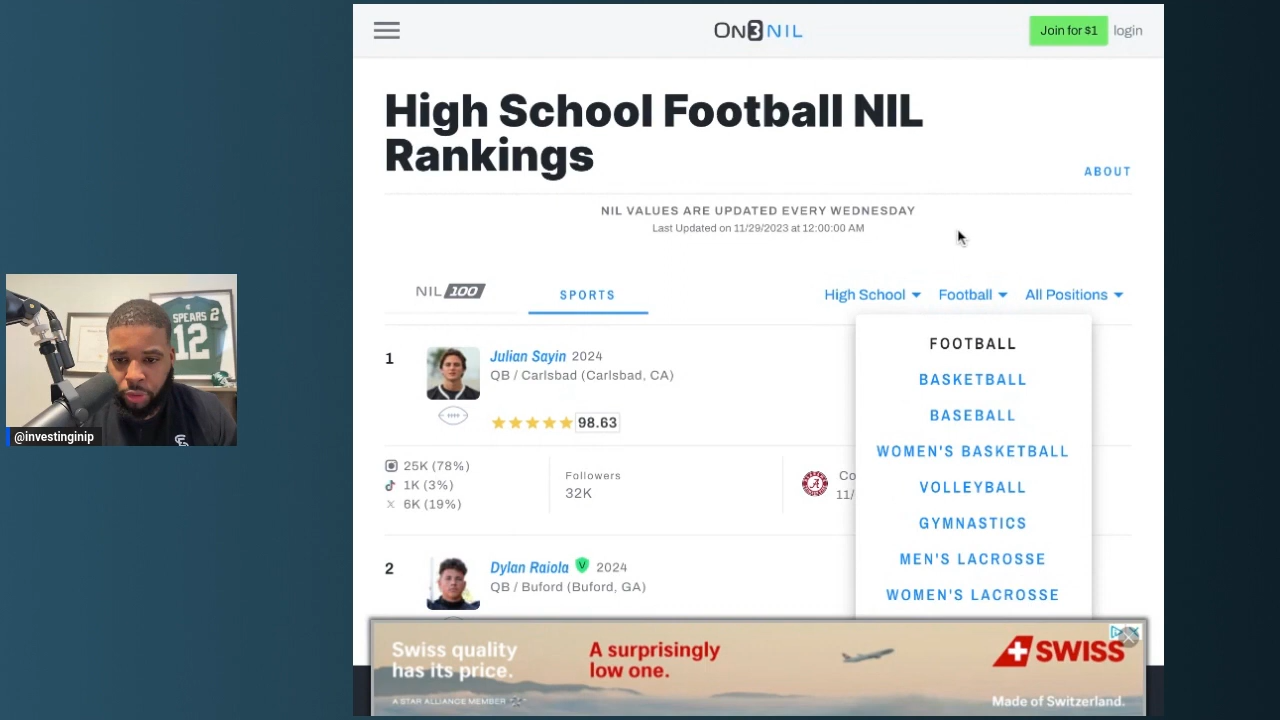 ON3 NIL
Join for $1
login
High School Football NIL
Rankings
ABOUT
NIL VALUES ARE UPDATED EVERY WEDNESDAY
Last Updated on 11/29/2023 at 12:00:00 AM
NIL 100
SPORTS
High School
Football
All Positions
FOOTBALL
BASKETBALL
BASEBALL
WOMEN'S BASKETBALL
VOLLEYBALL
GYMNASTICS
MEN'S LACROSSE
WOMEN'S LACROSSE
1
Julian Sayin 2024
QB / Carlsbad (Carlsbad, CA)
98.63
25K (78%)
1K (3%)
6K (19%)
Followers
32K
A
Co
11/
2
Dylan Raiola V 2024
QB / Buford (Buford, GA)
SPEARS 2
12
@investinginip
Swiss quality
has its price.
A STAR ALLIANCE MEMBER
A surprisingly
low one.
SWISS
Made of Switzerland.